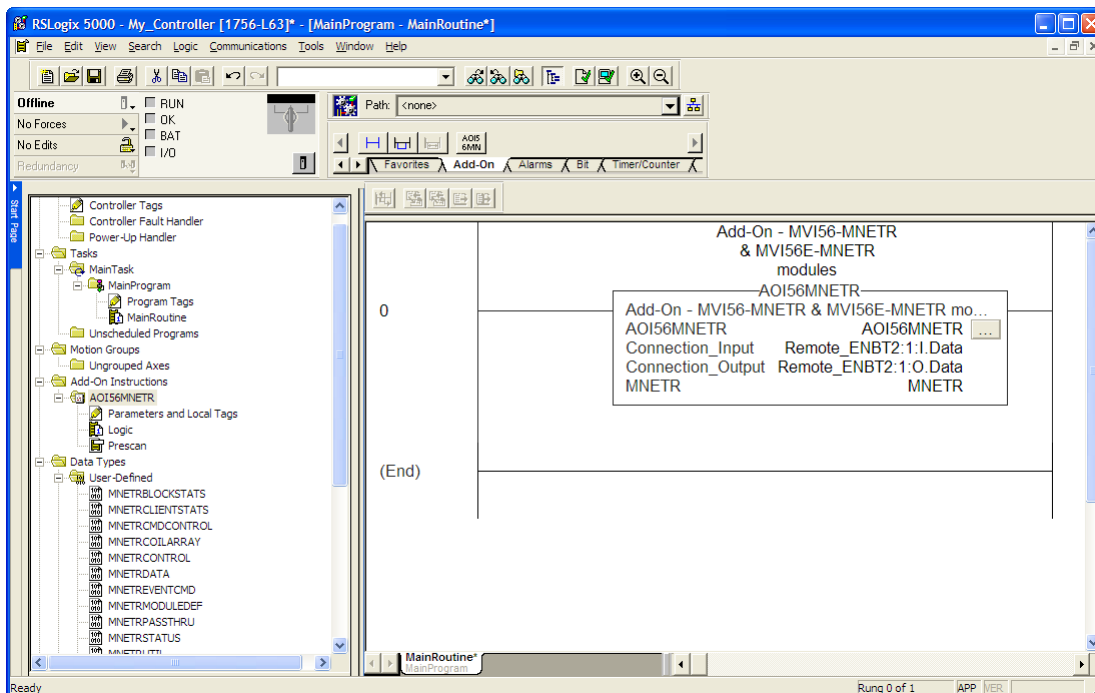 RSLogix 5000 - My_Controller [1756-L63]* - [MainProgram - MainRoutine*]
File Edit View Search Logic Communications Tools Window Help
Offline
RUN
No Forces
OK
BAT
No Edits
I/O
Redundancy
Path: <none>
AOI5
6MN
Favorites Add-On Alarms Bit Timer/Counter
Start Page
Controller Tags
Controller Fault Handler
Power-Up Handler
Tasks
MainTask
MainProgram
Program Tags
MainRoutine
Unscheduled Programs
Motion Groups
Ungrouped Axes
Add-On Instructions
AOI56MNETR
Parameters and Local Tags
Logic
Prescan
Data Types
User-Defined
MNETRBLOCKSTATS
MNETRCLIENTSTATS
MNETRCMDCONTROL
MNETRCOILARRAY
MNETRCONTROL
MNETRDATA
MNETREVENTCMD
MNETRMODULEDEF
MNETRPASSTHRU
MNETRSTATUS
MNETRUTIL
Add-On - MVI56-MNETR
& MVI56E-MNETR
modules
AOI56MNETR
0
Add-On - MVI56-MNETR & MVI56E-MNETR mo...
AOI56MNETR AOI56MNETR ...
Connection_Input Remote_ENBT2:1:I.Data
Connection_Output Remote_ENBT2:1:O.Data
MNETR MNETR
(End)
MainRoutine*
MainProgram
Ready
Rung 0 of 1 APP VER